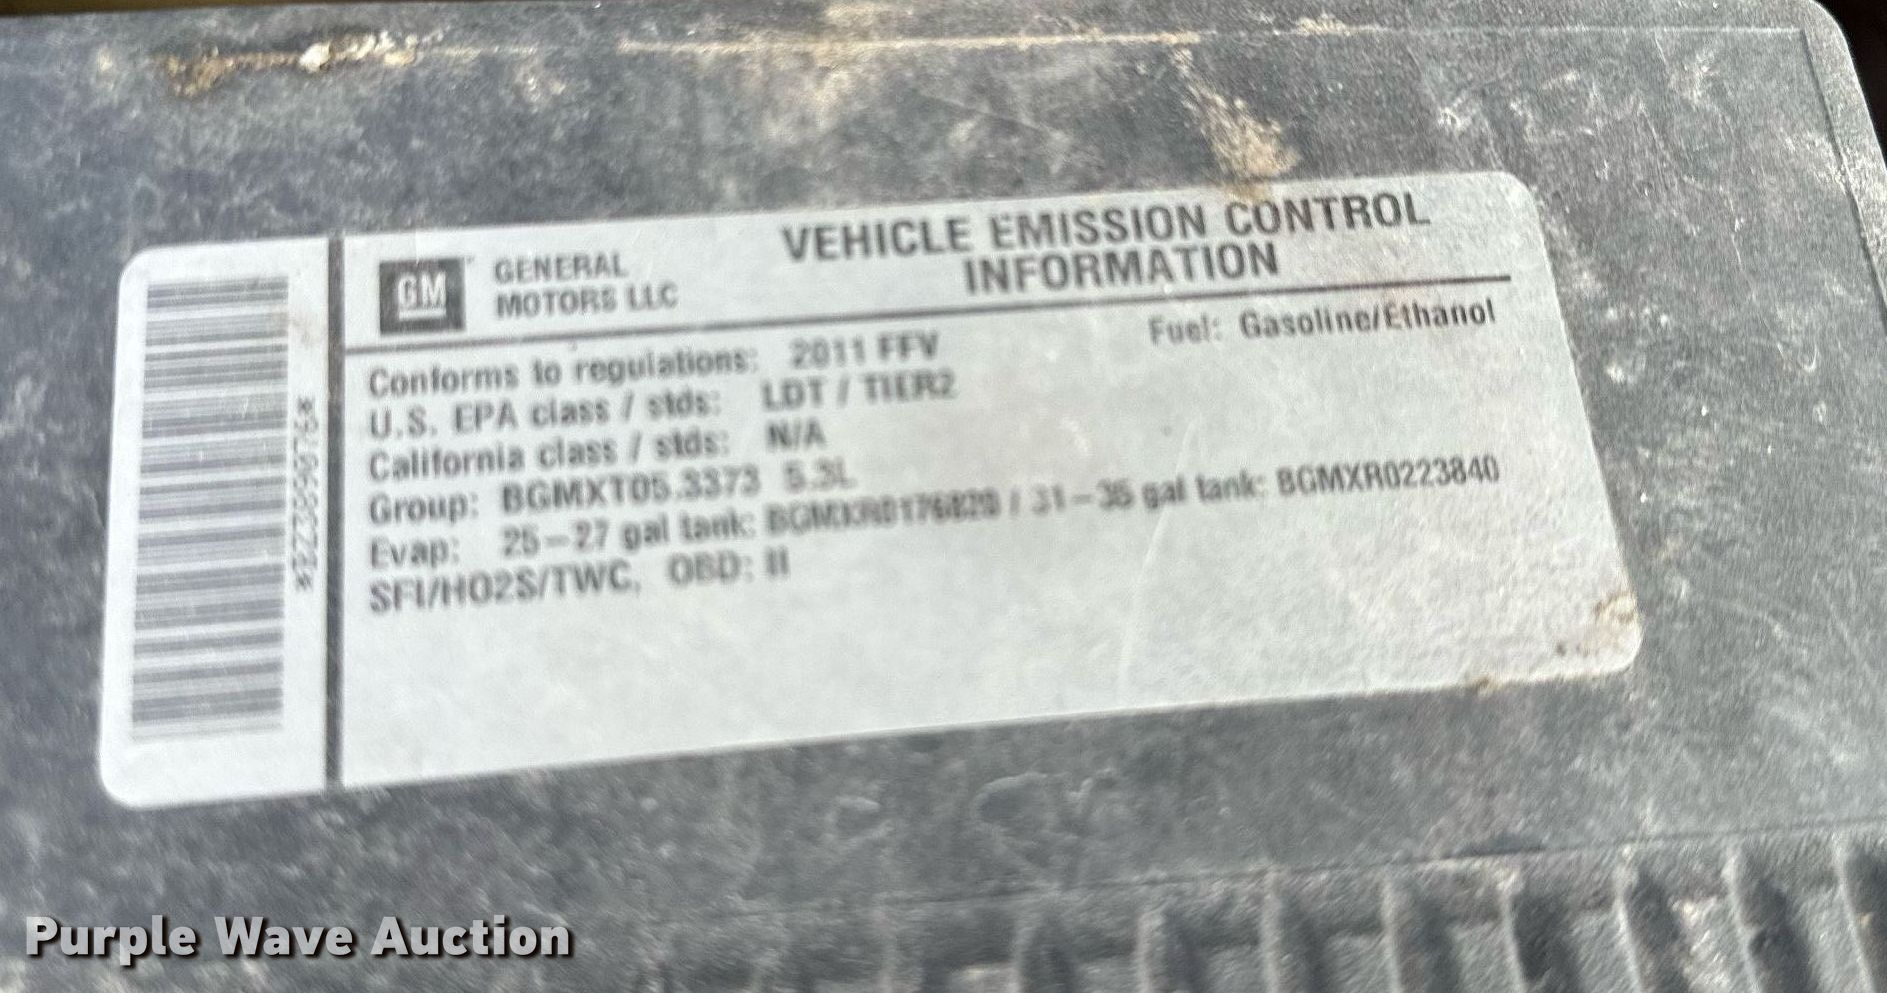 GM GENERAL MOTORS LLC
VEHICLE EMISSION CONTROL
INFORMATION
Conforms to regulations: 2011 FFV
Fuel: Gasoline/Ethanol
U.S. EPA class / stds: LDT / TIER2
California class / stds: N/A
Group: BGMXT05.3373 5.3L
Evap: 25-27 gal tank: BGMXR0176820 / 31-36 gal tank: BGMXR0223840
SFI/HO2S/TWC, OBD: II
Purple Wave Auction